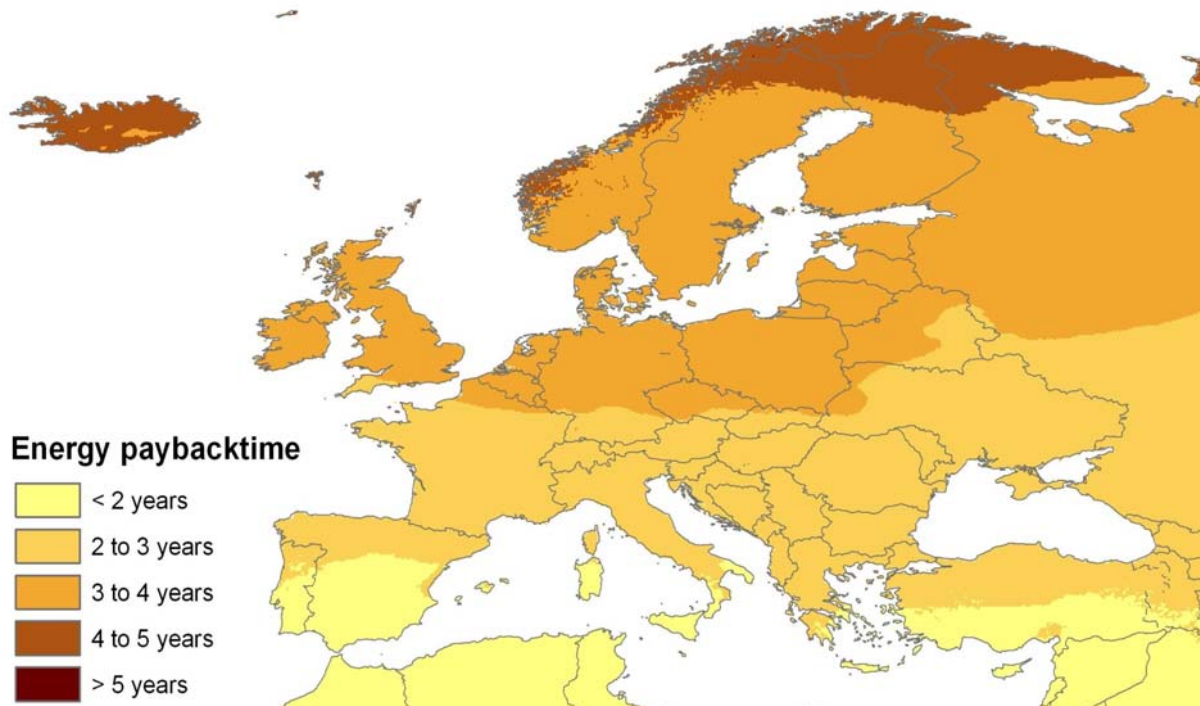 Energy paybacktime
< 2 years
2 to 3 years
3 to 4 years
4 to 5 years
> 5 years